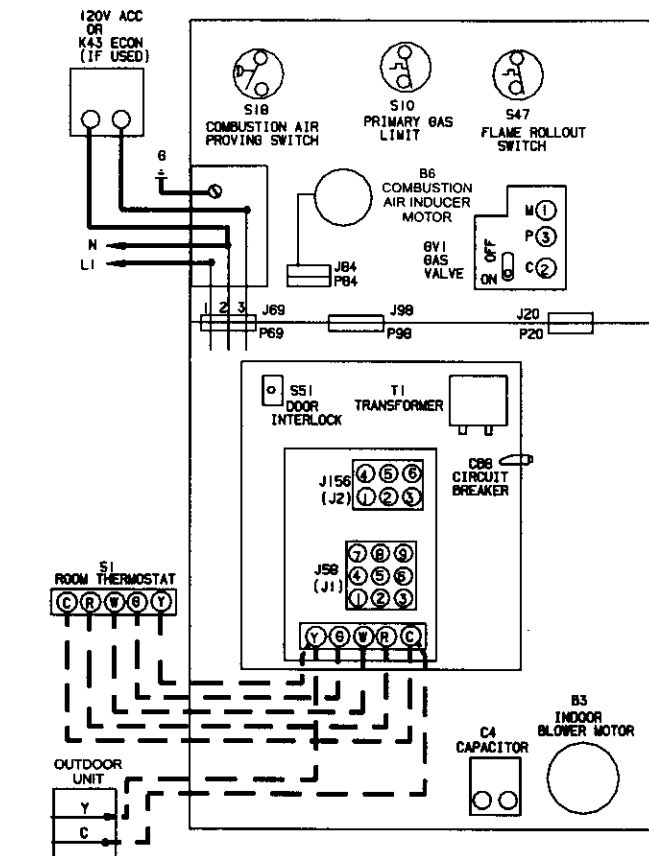 120V ACC
OR
K43 ECON
(IF USED)
S18
COMBUSTION AIR
PROVING SWITCH
S10
PRIMARY GAS
LIMIT
S47
FLAME ROLLOUT
SWITCH
G
B6
COMBUSTION
AIR INDUCER
MOTOR
GV1
GAS
VALVE
OFF
ON
M 1
P 3
C 2
N
L1
J84
P84
1 2 3
J69
P69
J98
P98
J20
P20
S51
DOOR
INTERLOCK
T1
TRANSFORMER
CB8
CIRCUIT
BREAKER
J156
(J2)
4 5 6
1 2 3
J58
(J1)
7 8 9
4 5 6
1 2 3
S1
ROOM THERMOSTAT
C R W G Y
Y G W R C
B3
INDOOR
BLOWER MOTOR
C4
CAPACITOR
OUTDOOR
UNIT
Y
C